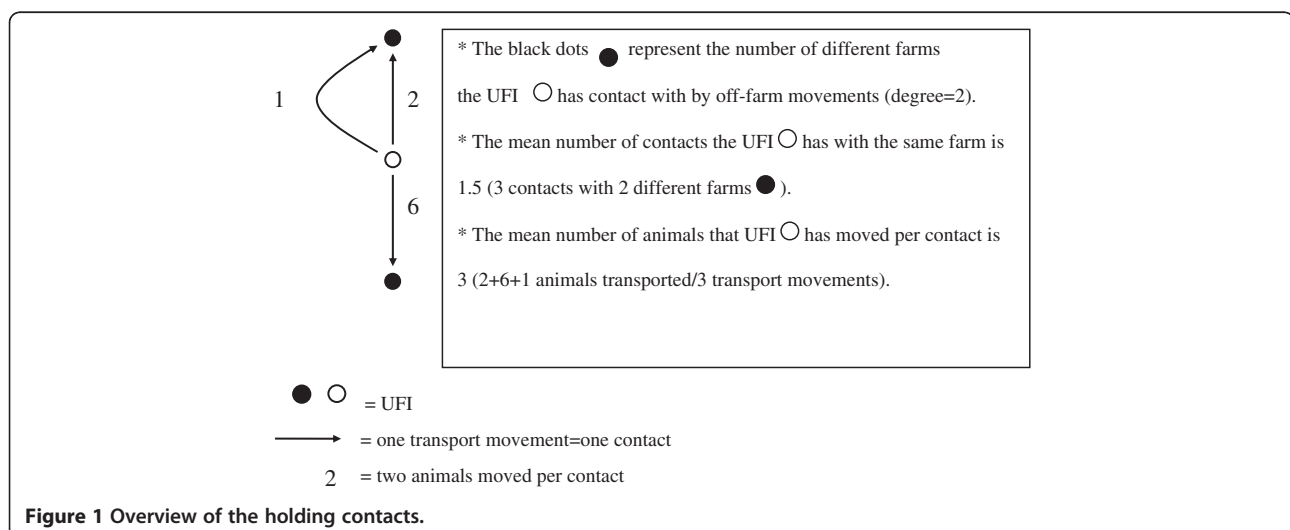 1
2
6
* The black dots ● represent the number of different farms
the UFI ○ has contact with by off-farm movements (degree=2).
* The mean number of contacts the UFI ○ has with the same farm is
1.5 (3 contacts with 2 different farms ● ).
* The mean number of animals that UFI ○ has moved per contact is
3 (2+6+1 animals transported/3 transport movements).
= UFI
= one transport movement=one contact
2 = two animals moved per contact
Figure 1 Overview of the holding contacts.